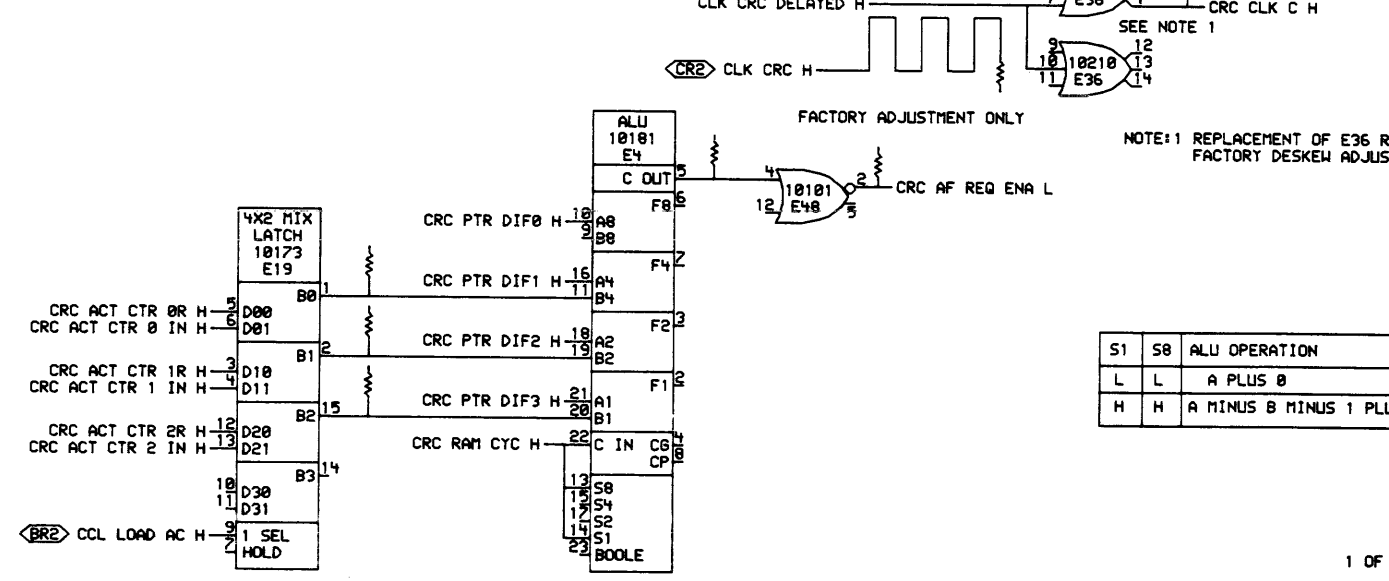 CLK CRC DELAYED H
7 E36 1 CRC CLK C H
SEE NOTE 1
CR2 CLK CRC H
9 10 11 10210 E36 12 13 14
FACTORY ADJUSTMENT ONLY
NOTE:1 REPLACEMENT OF E36 R
FACTORY DESKEW ADJUS
ALU
10181
E4
C OUT 5
4 12 10101 E48 2 5 CRC AF REQ ENA L
F8 6
CRC PTR DIF0 H 10 A8
9 B8
F4 7
CRC PTR DIF1 H 16 A4
11 B4
F2 3
CRC PTR DIF2 H 18 A2
19 B2
F1 2
CRC PTR DIF3 H 21 A1
20 B1
CRC RAM CYC H 22 C IN CG 4
CP 8
13 S8
15 S4
17 S2
14 S1
23 BOOLE
4X2 MIX
LATCH
10173
E19
B0 1
CRC ACT CTR 0R H 5 D00
CRC ACT CTR 0 IN H 6 D01
B1 2
CRC ACT CTR 1R H 3 D10
CRC ACT CTR 1 IN H 4 D11
B2 15
CRC ACT CTR 2R H 12 D20
CRC ACT CTR 2 IN H 13 D21
B3 14
10 D30
11 D31
BR2 CCL LOAD AC H 9 1 SEL
7 HOLD
S1 S8 ALU OPERATION
L L A PLUS 0
H H A MINUS B MINUS 1 PLU
1 OF